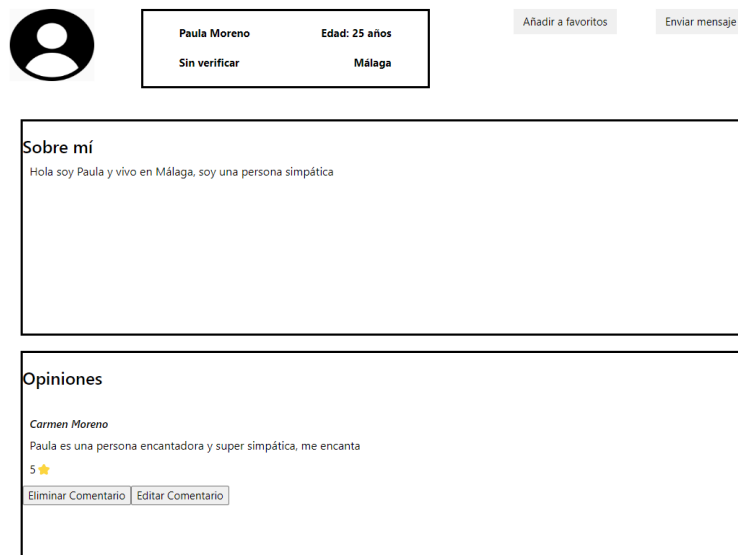 Paula Moreno Edad: 25 años
Sin verificar Málaga
Añadir a favoritos Enviar mensaje
Sobre mí
Hola soy Paula y vivo en Málaga, soy una persona simpática
Opiniones
Carmen Moreno
Paula es una persona encantadora y super simpática, me encanta
5
Eliminar Comentario Editar Comentario